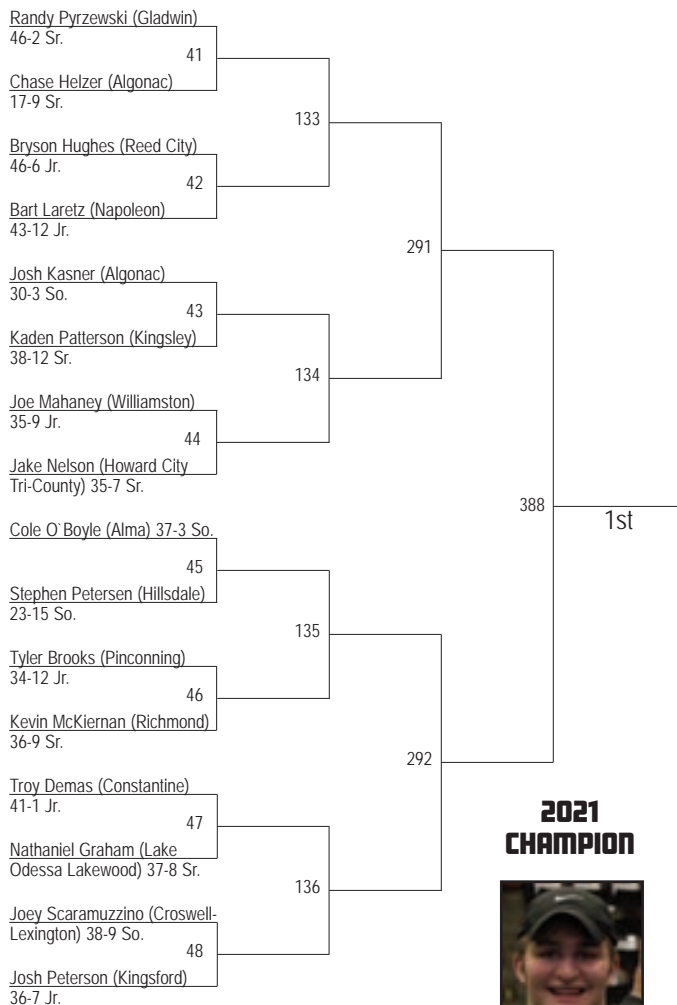 Randy Pyrzewski (Gladwin)
46-2 Sr.
41
Chase Helzer (Algonac)
17-9 Sr.
133
Bryson Hughes (Reed City)
46-6 Jr.
42
Bart Laretz (Napoleon)
43-12 Jr.
291
Josh Kasner (Algonac)
30-3 So.
43
Kaden Patterson (Kingsley)
38-12 Sr.
134
Joe Mahaney (Williamston)
35-9 Jr.
44
Jake Nelson (Howard City
Tri-County) 35-7 Sr.
388
1st
Cole O`Boyle (Alma) 37-3 So.
45
Stephen Petersen (Hillsdale)
23-15 So.
135
Tyler Brooks (Pinconning)
34-12 Jr.
46
Kevin McKiernan (Richmond)
36-9 Sr.
292
Troy Demas (Constantine)
41-1 Jr.
47
Nathaniel Graham (Lake
Odessa Lakewood) 37-8 Sr.
136
Joey Scaramuzzino (Croswell-
Lexington) 38-9 So.
48
Josh Peterson (Kingsford)
36-7 Jr.
2021
CHAMPION